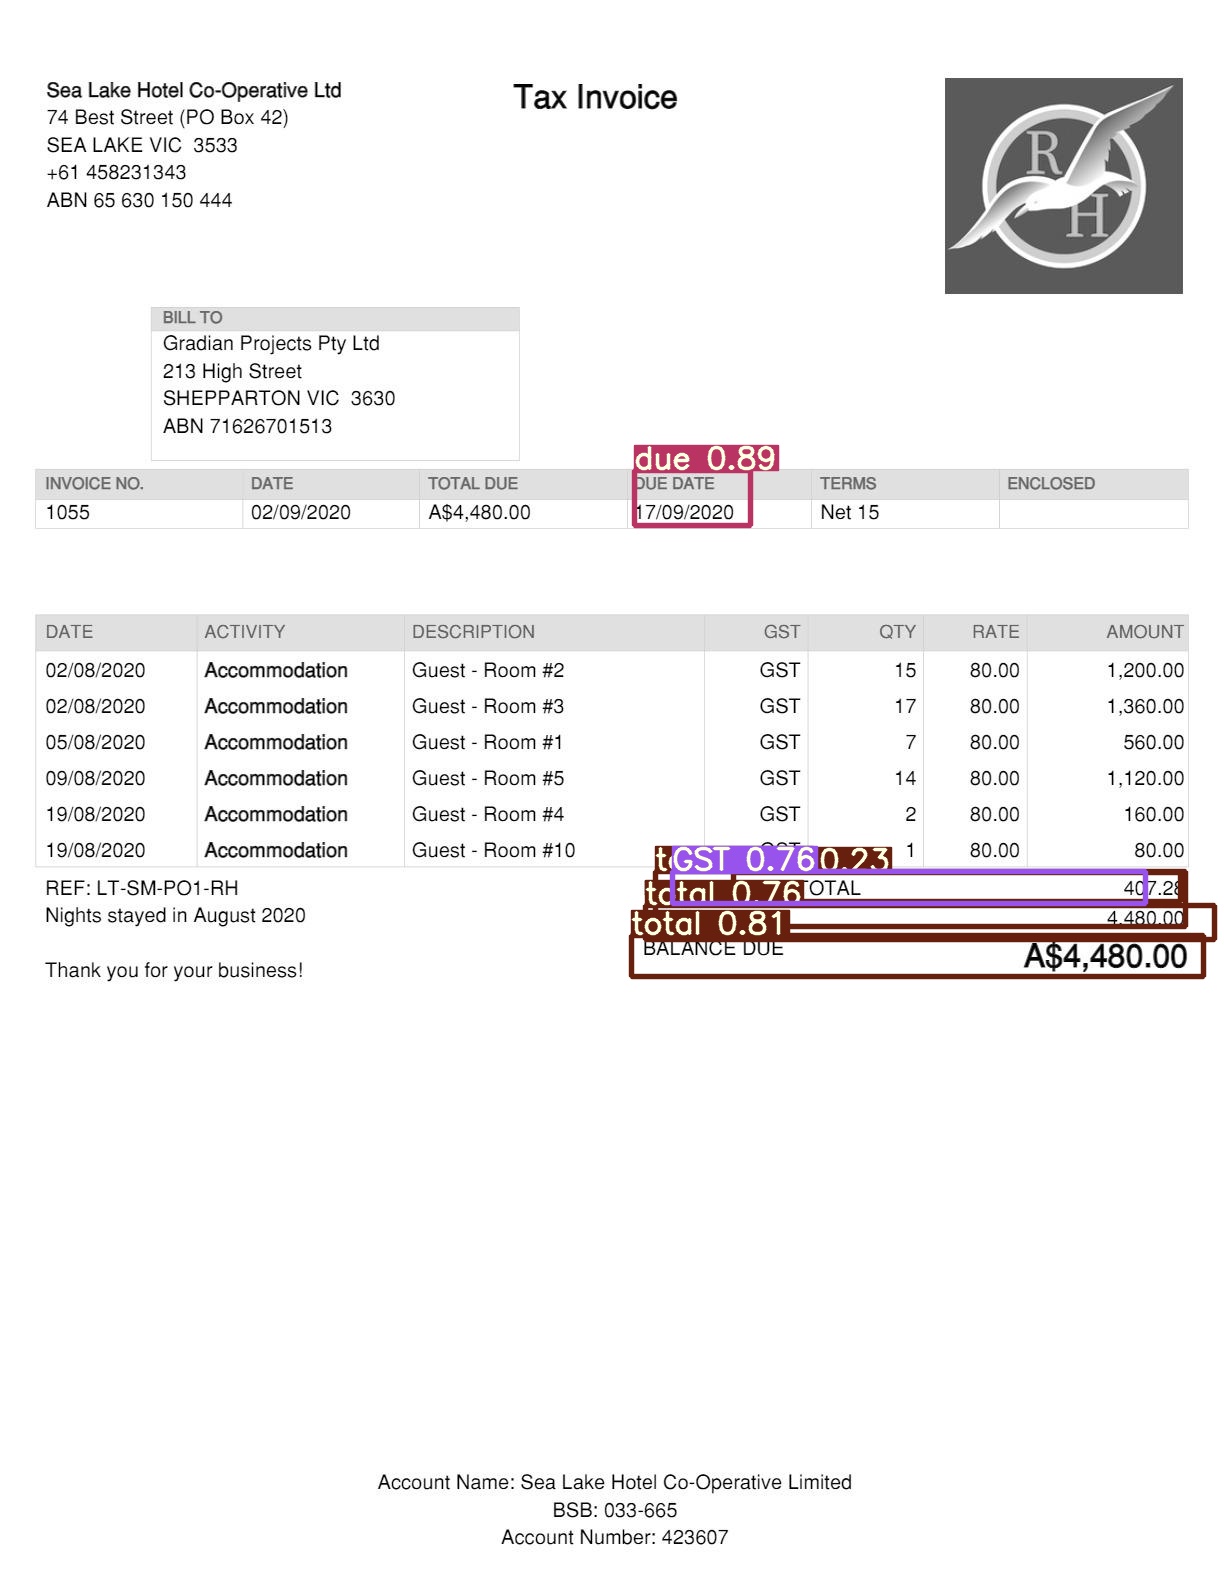 Sea Lake Hotel Co-Operative Ltd
74 Best Street (PO Box 42)
SEA LAKE VIC  3533
+61 458231343
ABN 65 630 150 444
Tax Invoice
R
H
BILL TO
Gradian Projects Pty Ltd
213 High Street
SHEPPARTON VIC  3630
ABN 71626701513
due 0.89
INVOICE NO. DATE TOTAL DUE DUE DATE TERMS ENCLOSED
1055 02/09/2020 A$4,480.00 17/09/2020 Net 15
DATE ACTIVITY DESCRIPTION GST QTY RATE AMOUNT
02/08/2020 Accommodation Guest - Room #2 GST 15 80.00 1,200.00
02/08/2020 Accommodation Guest - Room #3 GST 17 80.00 1,360.00
05/08/2020 Accommodation Guest - Room #1 GST 7 80.00 560.00
09/08/2020 Accommodation Guest - Room #5 GST 14 80.00 1,120.00
19/08/2020 Accommodation Guest - Room #4 GST 2 80.00 160.00
19/08/2020 Accommodation Guest - Room #10 GST 1 80.00 80.00
GST 0.76 0.23
REF: LT-SM-PO1-RH total 0.76 TOTAL 407.28
Nights stayed in August 2020 total 0.81 4,480.00
BALANCE DUE A$4,480.00
Thank you for your business!
Account Name: Sea Lake Hotel Co-Operative Limited
BSB: 033-665
Account Number: 423607